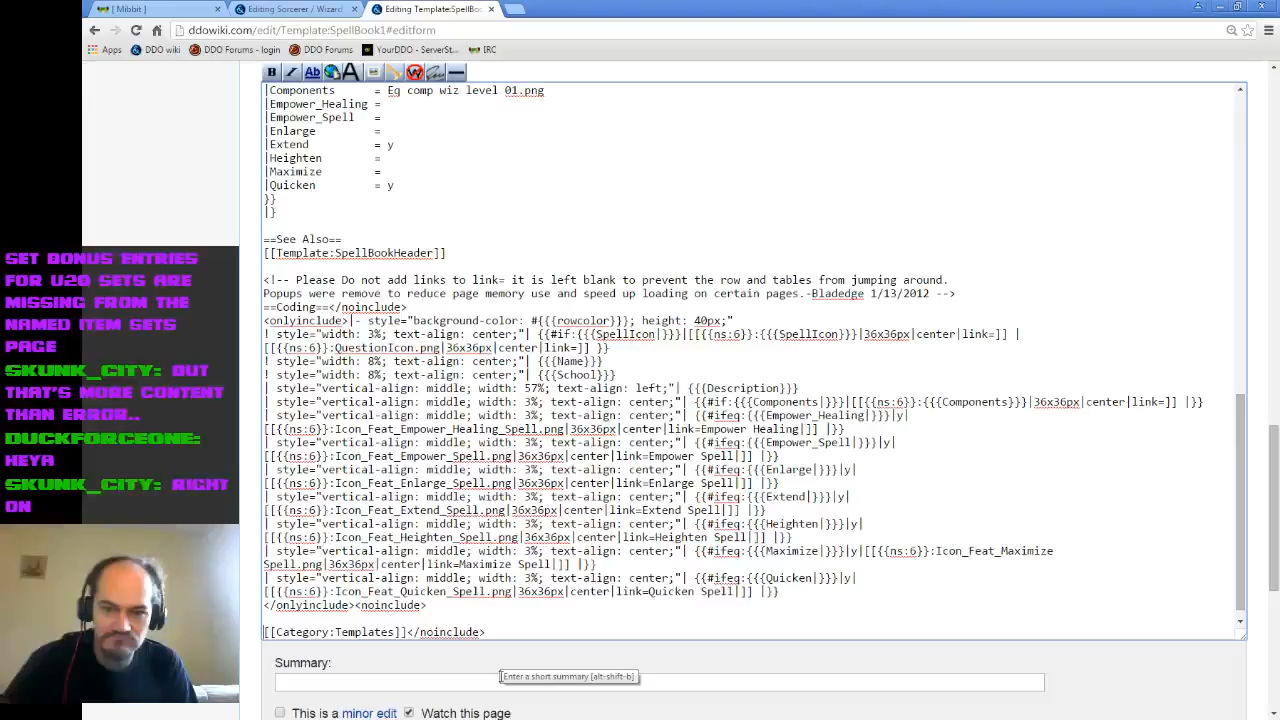 [ Mibbit ]
Editing Sorcerer / Wizard
Editing Template:SpellBo
ddowiki.com/edit/Template:SpellBook1#editform
Apps
DDO wiki
DDO Forums - login
DDO Forums
YourDDO - ServerSt...
IRC
|Components = Eq comp wiz level 01.png
|Empower_Healing =
|Empower_Spell =
|Enlarge =
|Extend = y
|Heighten =
|Maximize =
|Quicken = y
}}
|}
==See Also==
[[Template:SpellBookHeader]]
<!-- Please Do not add links to link= it is left blank to prevent the row and tables from jumping around.
Popups were remove to reduce page memory use and speed up loading on certain pages.-Bladedge 1/13/2012 -->
==Coding==</noinclude>
<onlyinclude>|- style="background-color: #{{{rowcolor}}}; height: 40px;"
| style="width: 3%; text-align: center;"| {{#if:{{{SpellIcon|}}}|[[{{ns:6}}:{{{SpellIcon}}}|36x36px|center|link=]] |
[[{{ns:6}}:QuestionIcon.png|36x36px|center|link=]] }}
! style="width: 8%; text-align: center;"| {{{Name}}}
! style="width: 8%; text-align: center;"| {{{School}}}
| style="vertical-align: middle; width: 57%; text-align: left;"| {{{Description}}}
| style="vertical-align: middle; width: 3%; text-align: center;"| {{#if:{{{Components|}}}|[[{{ns:6}}:{{{Components}}}|36x36px|center|link=]] |}}
| style="vertical-align: middle; width: 3%; text-align: center;"| {{#ifeq:{{{Empower_Healing|}}}|y|
[[{{ns:6}}:Icon_Feat_Empower_Healing_Spell.png|36x36px|center|link=Empower Healing|]] |}}
| style="vertical-align: middle; width: 3%; text-align: center;"| {{#ifeq:{{{Empower_Spell|}}}|y|
[[{{ns:6}}:Icon_Feat_Empower_Spell.png|36x36px|center|link=Empower Spell|]] |}}
| style="vertical-align: middle; width: 3%; text-align: center;"| {{#ifeq:{{{Enlarge|}}}|y|
[[{{ns:6}}:Icon_Feat_Enlarge_Spell.png|36x36px|center|link=Enlarge Spell|]] |}}
| style="vertical-align: middle; width: 3%; text-align: center;"| {{#ifeq:{{{Extend|}}}|y|
[[{{ns:6}}:Icon_Feat_Extend_Spell.png|36x36px|center|link=Extend Spell|]] |}}
| style="vertical-align: middle; width: 3%; text-align: center;"| {{#ifeq:{{{Heighten|}}}|y|
[[{{ns:6}}:Icon_Feat_Heighten_Spell.png|36x36px|center|link=Heighten Spell|]] |}}
| style="vertical-align: middle; width: 3%; text-align: center;"| {{#ifeq:{{{Maximize|}}}|y|[[{{ns:6}}:Icon_Feat_Maximize
Spell.png|36x36px|center|link=Maximize Spell|]] |}}
| style="vertical-align: middle; width: 3%; text-align: center;"| {{#ifeq:{{{Quicken|}}}|y|
[[{{ns:6}}:Icon_Feat_Quicken_Spell.png|36x36px|center|link=Quicken Spell|]] |}}
</onlyinclude><noinclude>
[[Category:Templates]]</noinclude>
Summary:
Enter a short summary [alt-shift-b]
This is a minor edit
Watch this page
SET BONUS ENTRIES
FOR U20 SETS ARE
MISSING FROM THE
NAMED ITEM SETS
PAGE
SKUNK_CITY: BUT
THAT'S MORE CONTENT
THAN ERROR..
DUCKFORCEONE:
HEYA
SKUNK_CITY: RIGHT
ON